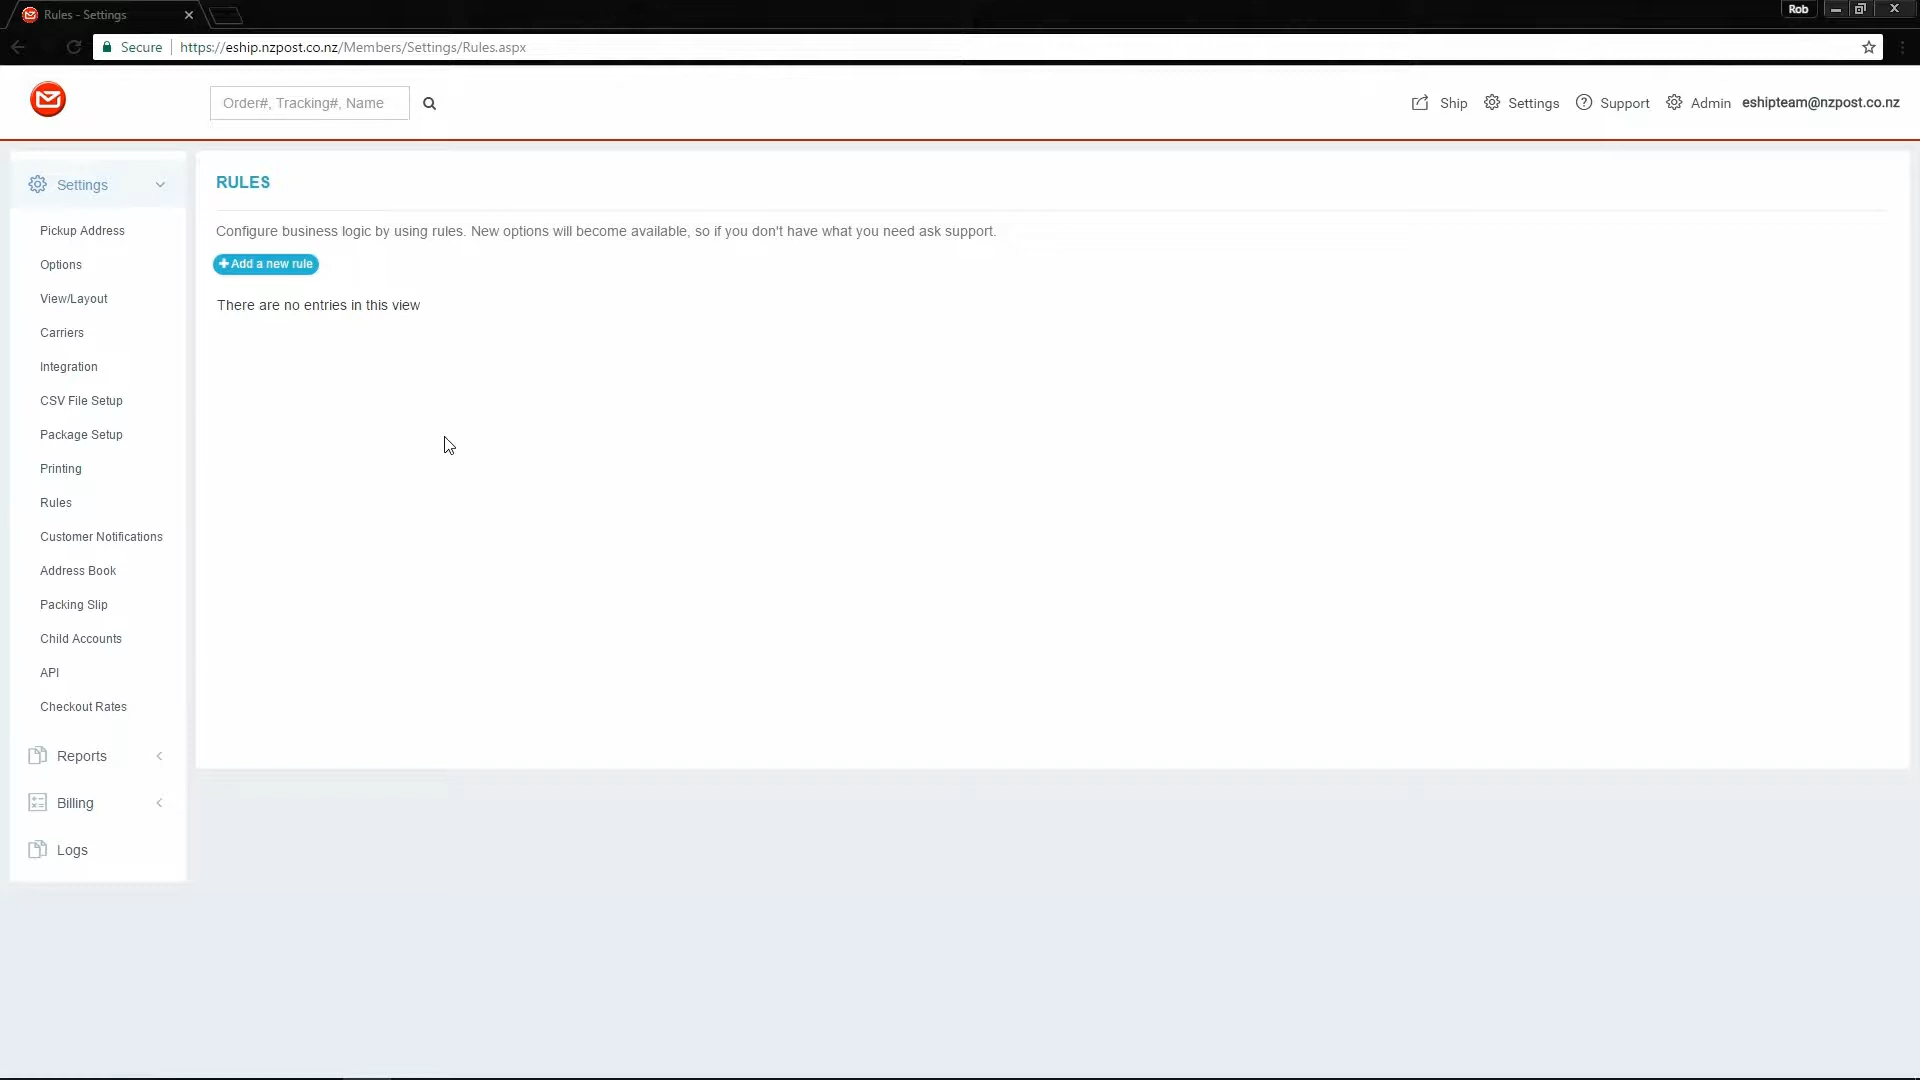 Rules - Settings
Rob
Secure
https://eship.nzpost.co.nz/Members/Settings/Rules.aspx
Order#, Tracking#, Name
Ship
Settings
Support
Admin
eshipteam@nzpost.co.nz
Settings
Pickup Address
Options
View/Layout
Carriers
Integration
CSV File Setup
Package Setup
Printing
Rules
Customer Notifications
Address Book
Packing Slip
Child Accounts
API
Checkout Rates
Reports
Billing
Logs
RULES
Configure business logic by using rules. New options will become available, so if you don't have what you need ask support.
Add a new rule
There are no entries in this view